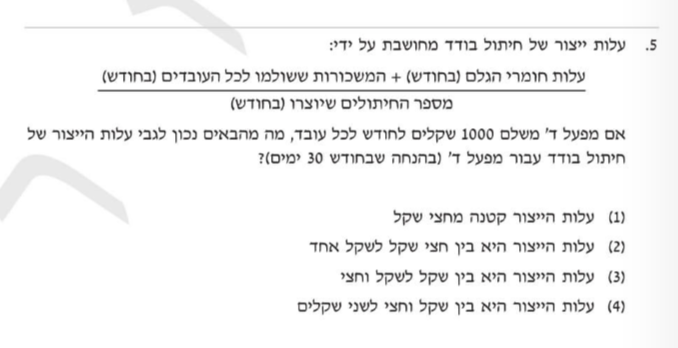 5. עלות ייצור של חיתול בודד מחושבת על ידי:
עלות חומרי הגלם (בחודש) + המשכורות ששולמו לכל העובדים (בחודש)
מספר החיתולים שיוצרו (בחודש)
אם מפעל ד' משלם 1000 שקלים לחודש לכל עובד, מה מהבאים נכון לגבי עלות הייצור של
חיתול בודד עבור מפעל ד' (בהנחה שבחודש 30 ימים)?
(1) עלות הייצור קטנה מחצי שקל
(2) עלות הייצור היא בין חצי שקל לשקל אחד
(3) עלות הייצור היא בין שקל לשקל וחצי
(4) עלות הייצור היא בין שקל וחצי לשני שקלים